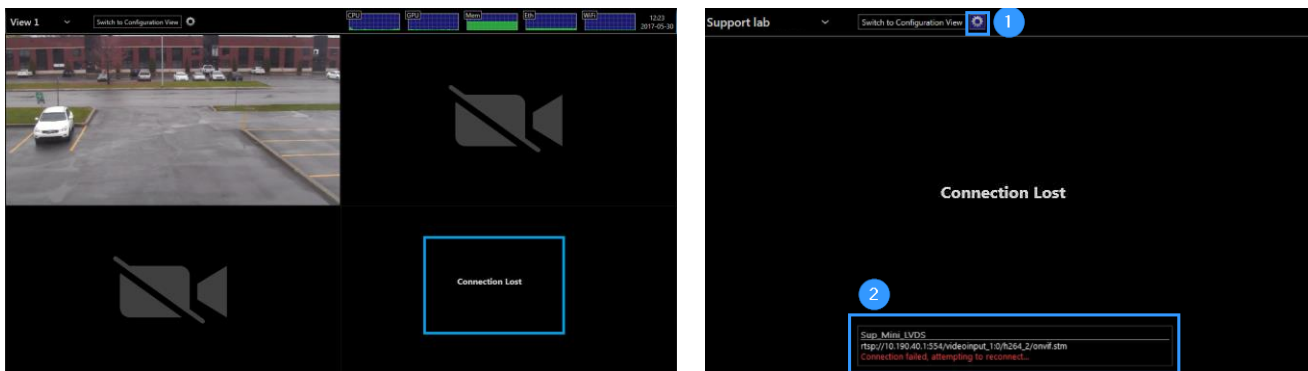 View 1
Switch to Configuration View
CPU
GPU
Mem
Eth
WiFi
12:23
2017-05-30
Connection Lost
Support lab
Switch to Configuration View
1
Connection Lost
2
Sup_Mini_LVDS
rtsp://10.190.40.1:554/videoinput_1:0/h264_2/onvif.stm
Connection failed, attempting to reconnect...